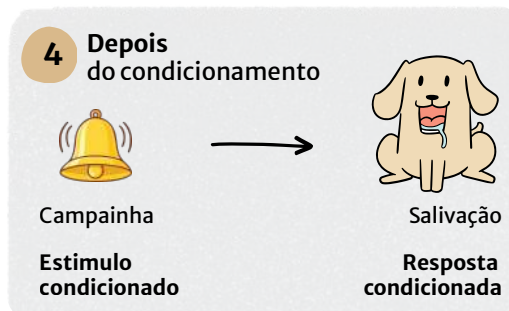 4
Depois
do condicionamento
Campainha
Salivação
Estimulo
condicionado
Resposta
condicionada